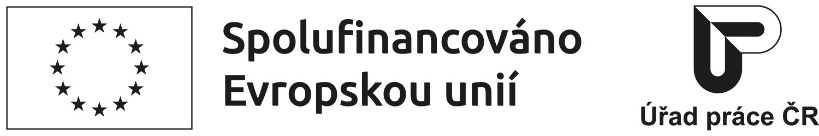 Spolufinancováno
Evropskou unií
Úřad práce ČR